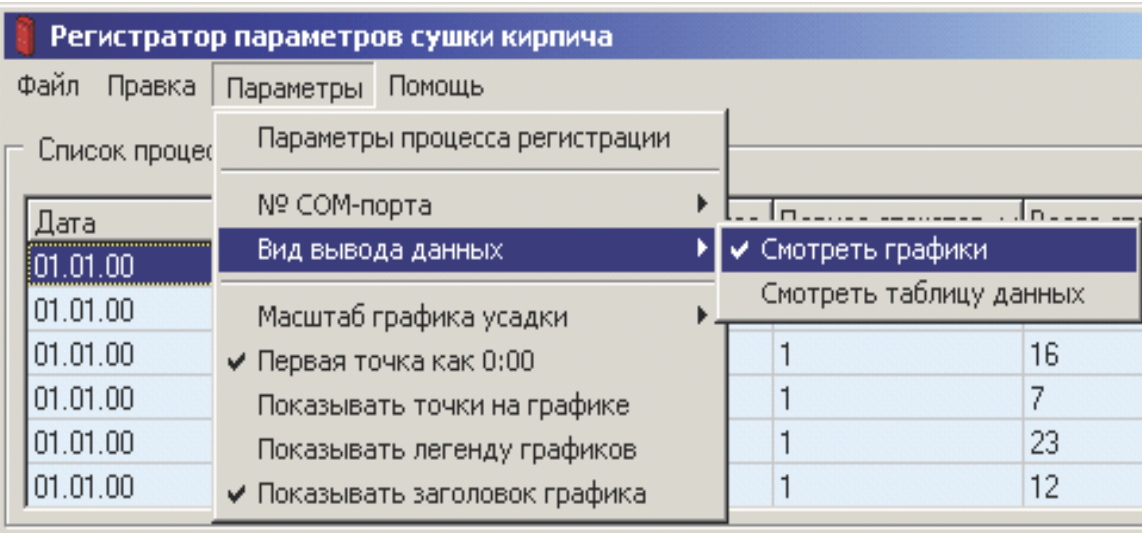 Регистратор параметров сушки кирпича
Файл Правка Параметры Помощь
Параметры процесса регистрации
Список
№ COM-порта
Дата
Вид вывода данных
Смотреть графики
01.01.00
Смотреть таблицу данных
01.01.00
Масштаб графика усадки
01.01.00
Первая точка как 0:00
1 16
01.01.00
Показывать точки на графике
1 7
01.01.00
Показывать легенду графиков
1 23
01.01.00
Показывать заголовок графика
1 12